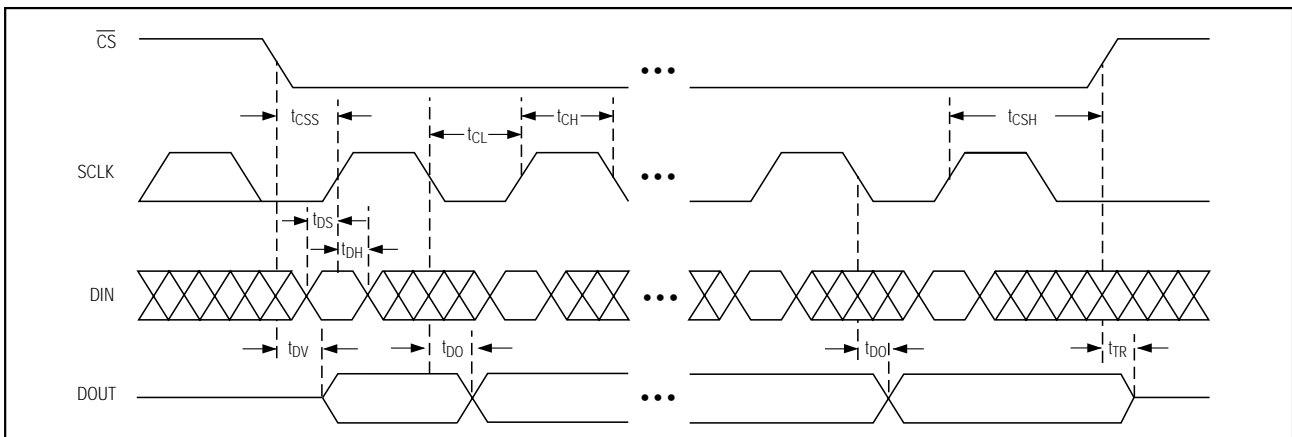 CS
•••
tCSS
tCL
tCH
tCSH
SCLK
•••
tDS
tDH
DIN
•••
tDV
tDO
tDO
tTR
DOUT
•••